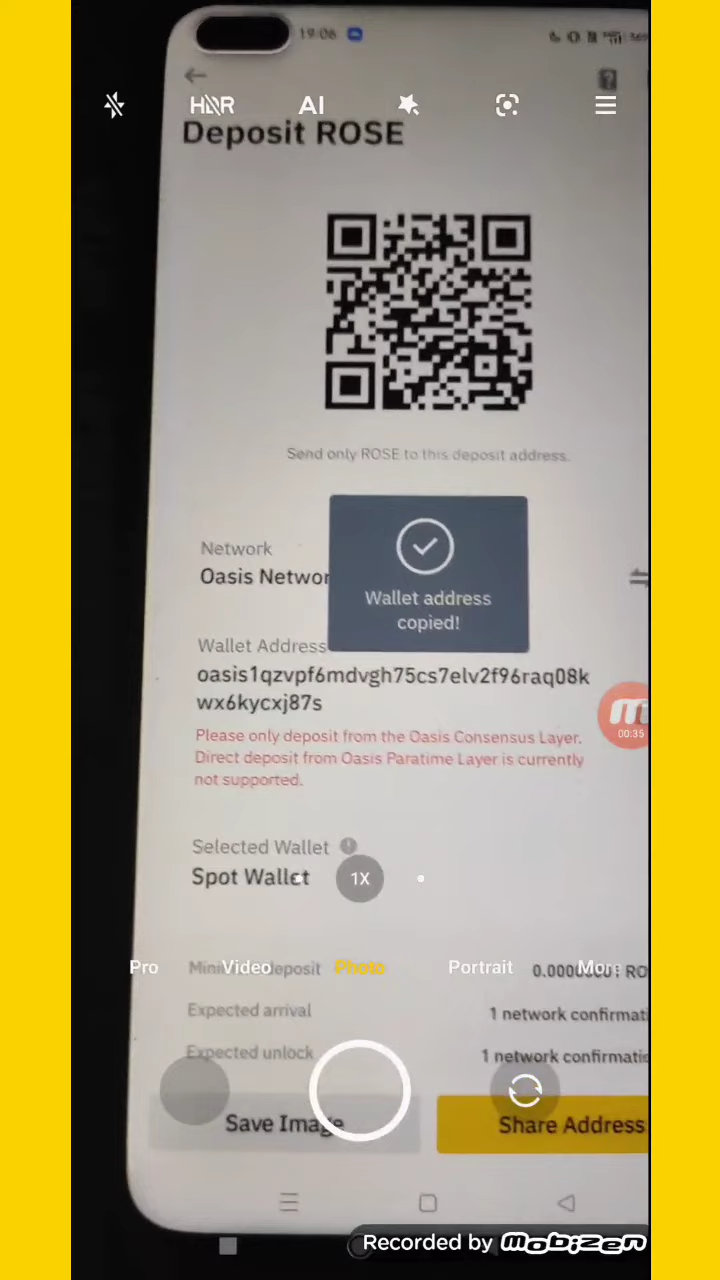 19:06
HDR AI
Deposit ROSE
Send only ROSE to this deposit address.
Network
Oasis Networ
Wallet address
copied!
Wallet Address
oasis1qzvpf6mdvgh75cs7elv2f96raq08k
wx6kycxj87s
00:35
Please only deposit from the Oasis Consensus Layer.
Direct deposit from Oasis Paratime Layer is currently
not supported.
Selected Wallet
Spot Wallet
1X
Pro Video Photo Portrait More
deposit
Expected arrival 1 network confirmati
Expected unlock 1 network confirmatio
Save Image Share Address
Recorded by mobizen